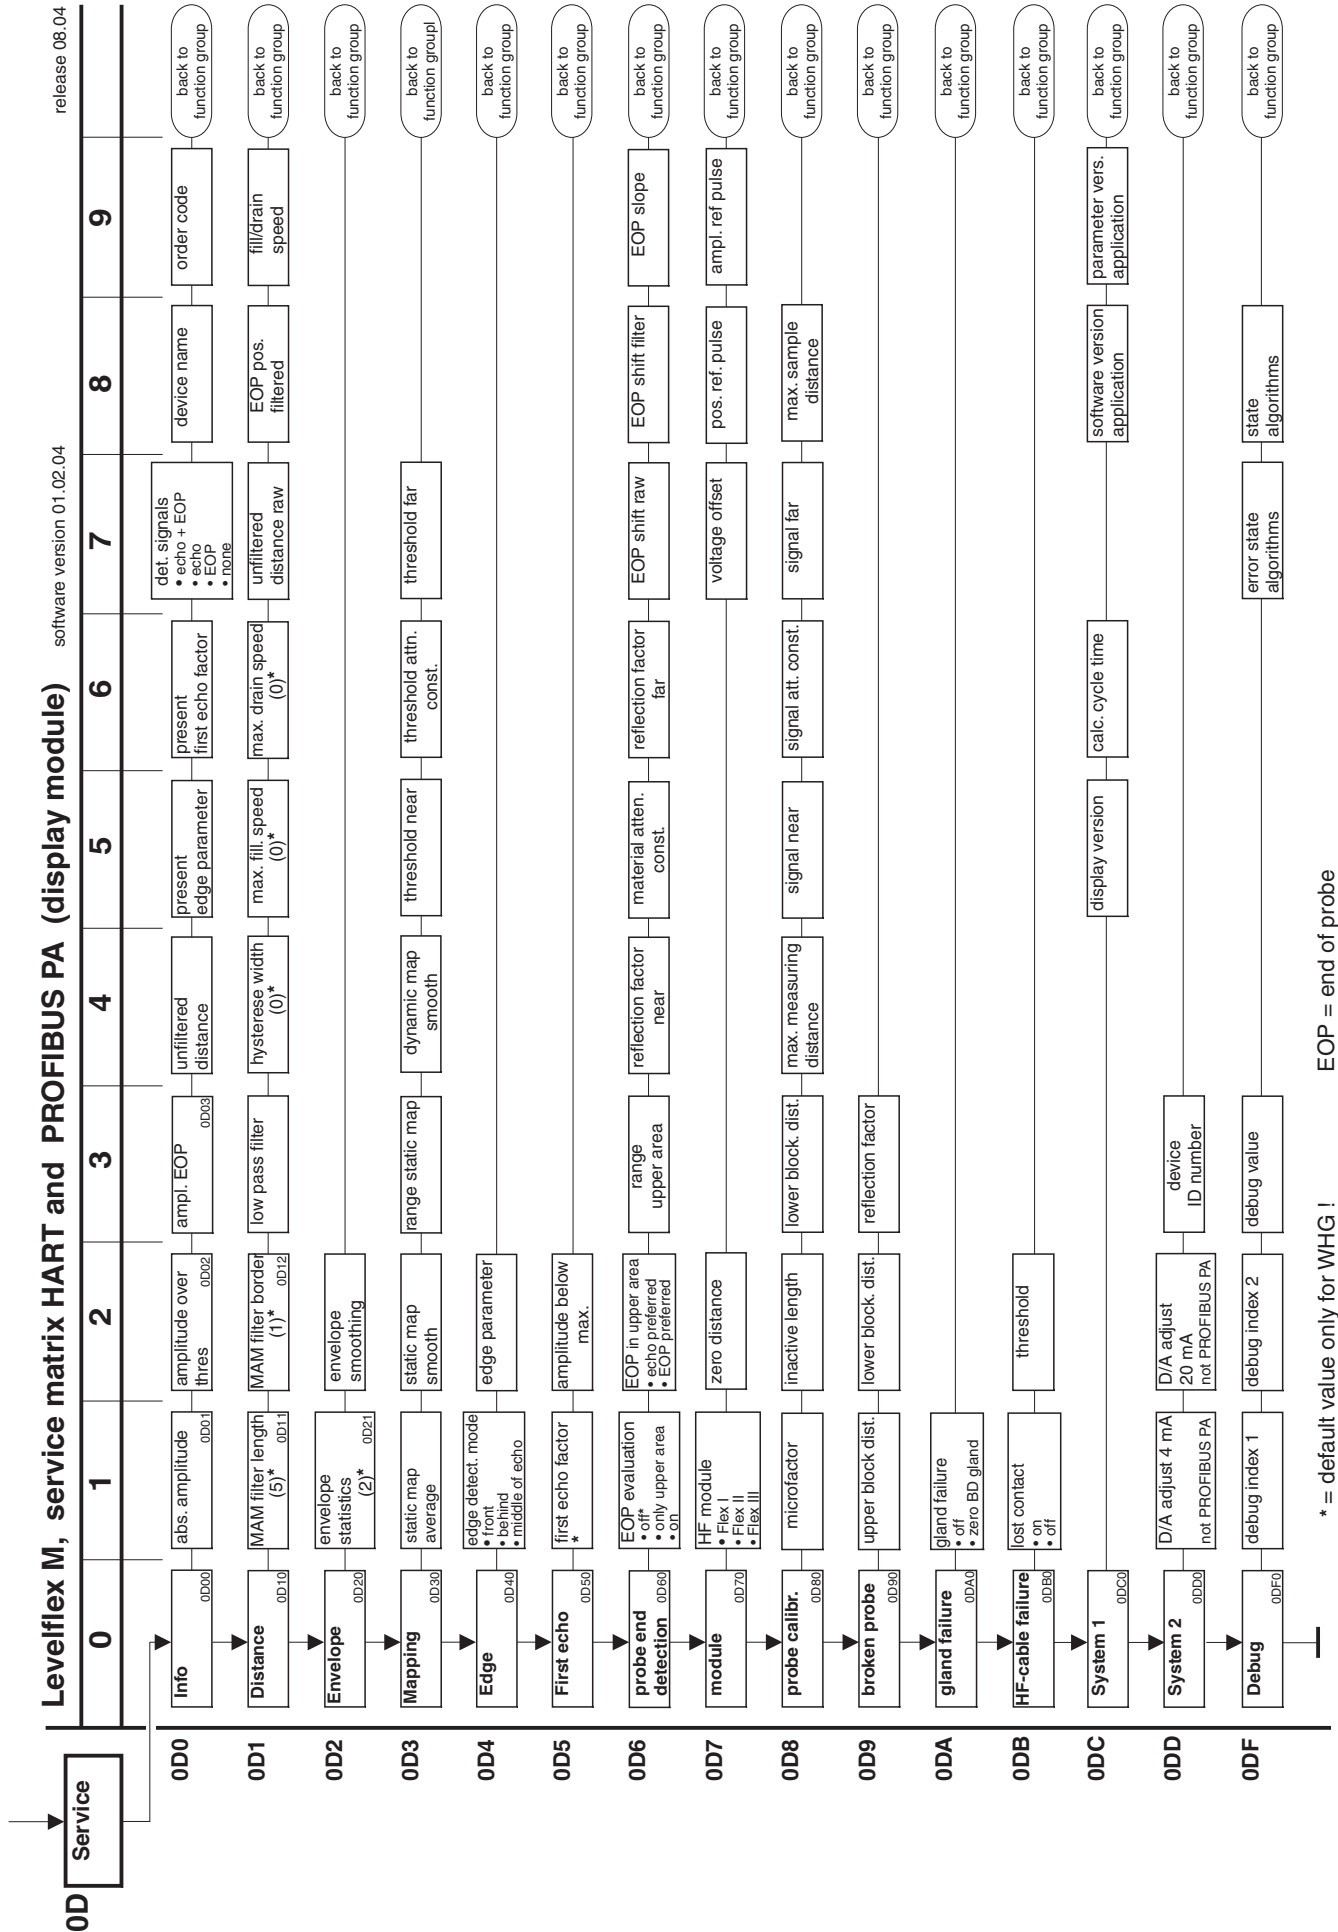 Levelflex M, service matrix HART and PROFIBUS PA (display module)
software version 01.02.04
release 08.04
0D
Service
0
1
2
3
4
5
6
7
8
9
0D0
Info
0D00
abs. amplitude
0D01
amplitude over
thres
0D02
ampl. EOP
0D03
unfiltered
distance
present
edge parameter
present
first echo factor
det. signals
• echo + EOP
• echo
• EOP
• none
device name
order code
back to
function group
0D1
Distance
0D10
MAM filter length
(5)*
0D11
MAM filter border
(1)*
0D12
low pass filter
hysterese width
(0)*
max. fill. speed
(0)*
max. drain speed
(0)*
unfiltered
distance raw
EOP pos.
filtered
fill/drain
speed
back to
function group
0D2
Envelope
0D20
envelope
statistics
(2)*
0D21
envelope
smoothing
back to
function group
0D3
Mapping
0D30
static map
average
static map
smooth
range static map
dynamic map
smooth
threshold near
threshold attn.
const.
threshold far
back to
function groupl
0D4
Edge
0D40
edge detect. mode
• front
• behind
• middle of echo
edge parameter
back to
function group
0D5
First echo
0D50
first echo factor
*
amplitude below
max.
back to
function group
0D6
probe end
detection
0D60
EOP evaluation
• off*
• only upper area
• on
EOP in upper area
• echo preferred
• EOP preferred
range
upper area
reflection factor
near
material atten.
const.
reflection factor
far
EOP shift raw
EOP shift filter
EOP slope
back to
function group
0D7
module
0D70
HF module
• Flex I
• Flex II
• Flex III
zero distance
voltage offset
pos. ref. pulse
ampl. ref pulse
back to
function group
0D8
probe calibr.
0D80
microfactor
inactive length
lower block. dist.
max. measuring
distance
signal near
signal att. const.
signal far
max. sample
distance
back to
function group
0D9
broken probe
0D90
upper block dist.
lower block. dist.
reflection factor
back to
function group
0DA
gland failure
0DA0
gland failure
• off
• zero BD gland
back to
function group
0DB
HF-cable failure
0DB0
lost contact
• on
• off
threshold
back to
function group
0DC
System 1
0DC0
display version
calc. cycle time
software version
application
parameter vers.
application
back to
function group
0DD
System 2
0DD0
D/A adjust 4 mA
not PROFIBUS PA
D/A adjust
20 mA
not PROFIBUS PA
device
ID number
back to
function group
0DF
Debug
0DF0
debug index 1
debug index 2
debug value
error state
algorithms
state
algorithms
back to
function group
* = default value only for WHG !
EOP = end of probe